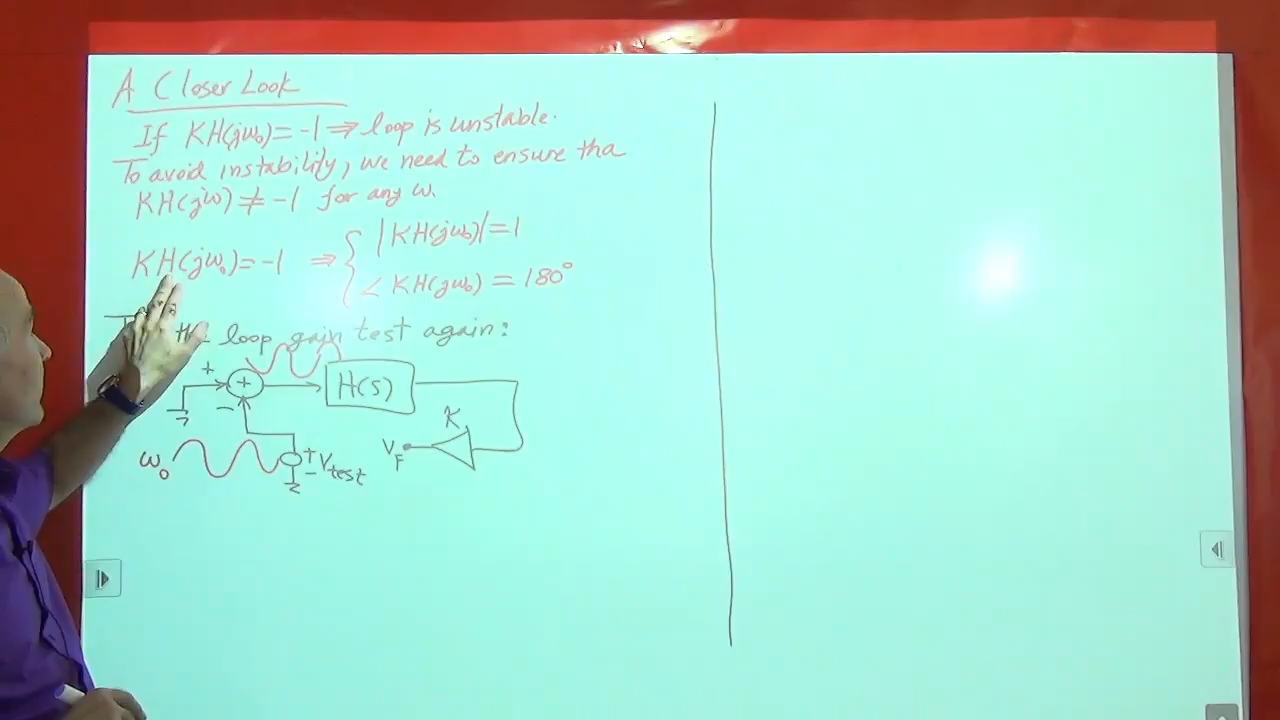 A Closer Look
If KH(jω₀) = -1 ⇒ loop is unstable.
To avoid instability, we need to ensure tha
KH(jω) ≠ -1 for any ω.
KH(jω₀) = -1 ⇒ { |KH(jω₀)| = 1
∠ KH(jω₀) = 180°
loop gain test again:
+ + H(s)
-
K
V_F
ω₀ + - V_test